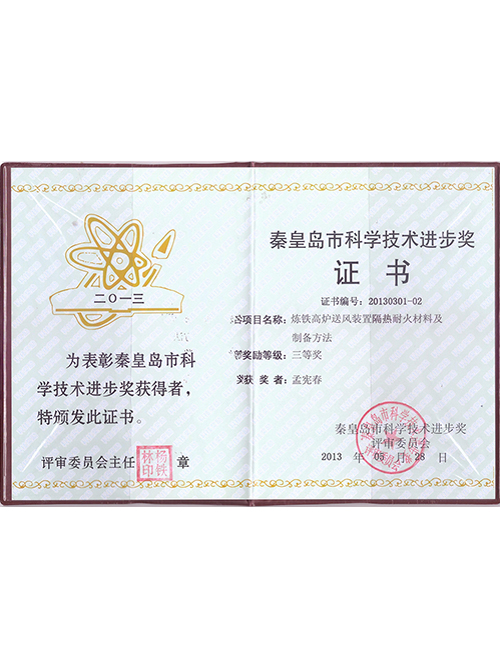 二〇一三
为表彰秦皇岛市科
学技术进步奖获得者，
特颁发此证书。
评审委员会主任 杨铁林印 章
秦皇岛市科学技术进步奖
证 书
证书编号：20130301-02
项目名称：炼铁高炉送风装置隔热耐火材料及
制备方法
奖励等级：三等奖
获 奖 者：孟宪春
秦皇岛市科学技术进步奖
评审委员会
2013 年 05 月 28 日